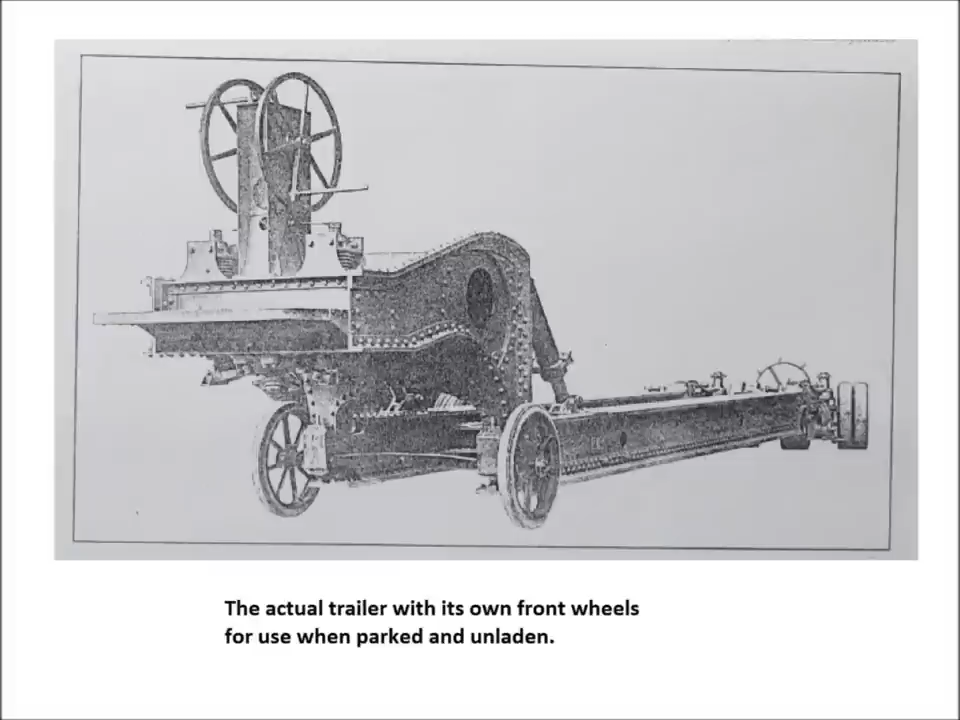 The actual trailer with its own front wheels
for use when parked and unladen.